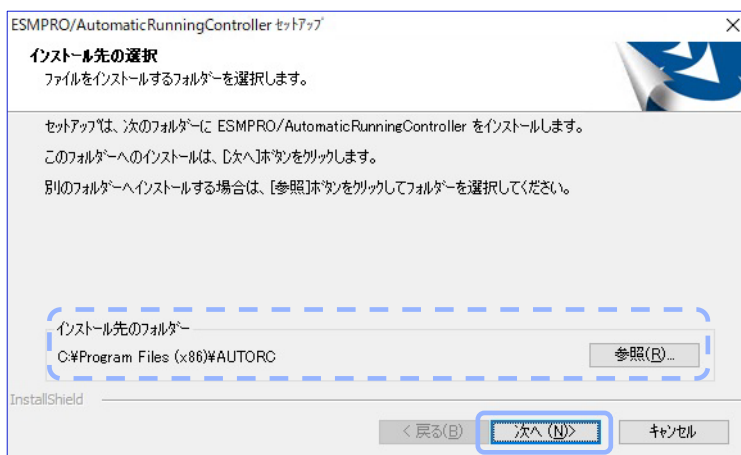 ESMPRO/AutomaticRunningController セットアップ
インストール先の選択
ファイルをインストールするフォルダーを選択します。
セットアップは、次のフォルダーに ESMPRO/AutomaticRunningController をインストールします。
このフォルダーへのインストールは、[次へ]ボタンをクリックします。
別のフォルダーへインストールする場合は、[参照]ボタンをクリックしてフォルダーを選択してください。
インストール先のフォルダー
C:¥Program Files (x86)¥AUTORC
参照(R)...
InstallShield
< 戻る(B)
次へ (N)>
キャンセル